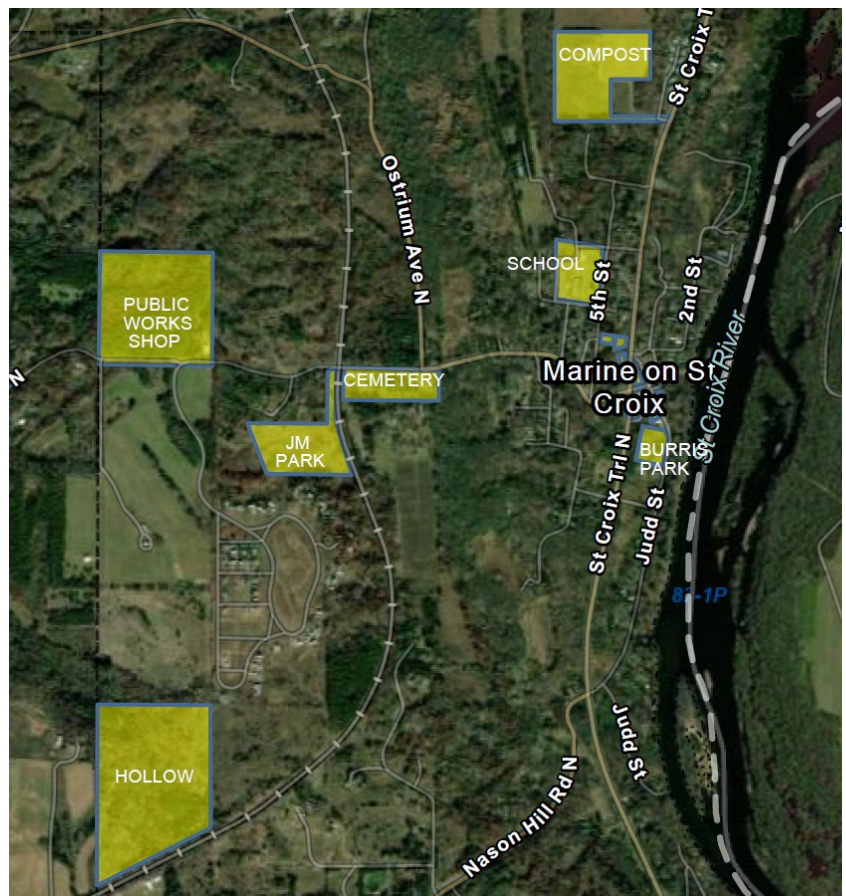 COMPOST
St Croix T
Ostrium Ave N
SCHOOL
5th St
2nd St
PUBLIC
WORKS
SHOP
N
CEMETERY
Marine on St
Croix
St Croix River
JM
PARK
BURRIS
PARK
St Croix Trl N
Judd St
HOLLOW
Judd St
Nason Hill Rd N